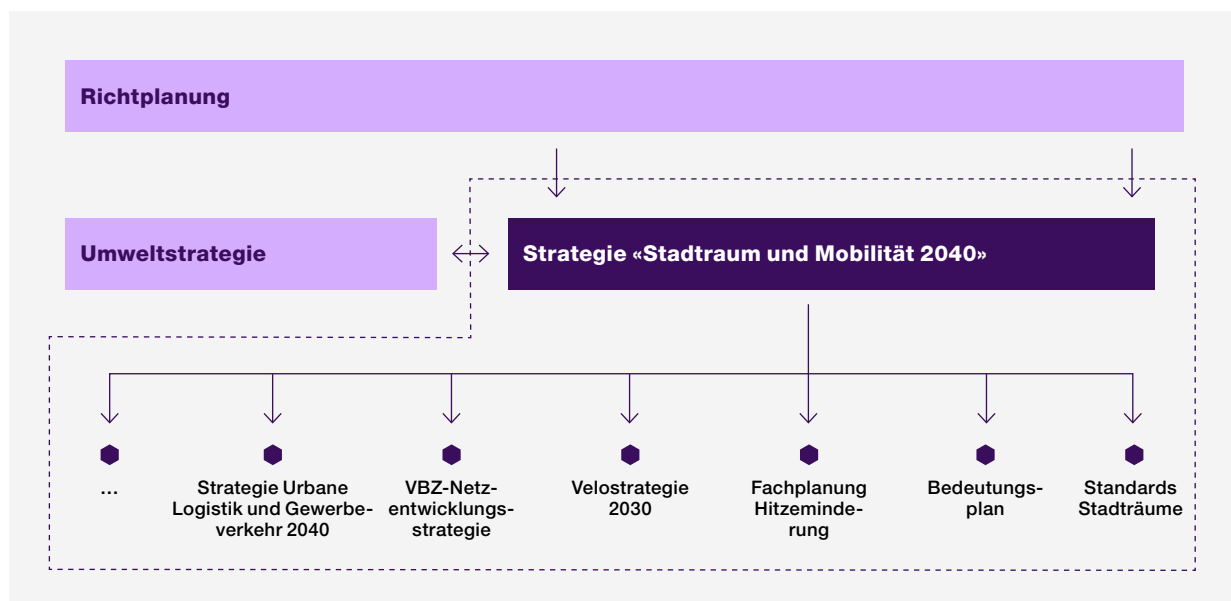 Richtplanung
Umweltstrategie
Strategie «Stadtraum und Mobilität 2040»
...
Strategie Urbane
Logistik und Gewerbe-
verkehr 2040
VBZ-Netz-
entwicklungs-
strategie
Velostrategie
2030
Fachplanung
Hitzeminde-
rung
Bedeutungs-
plan
Standards
Stadträume